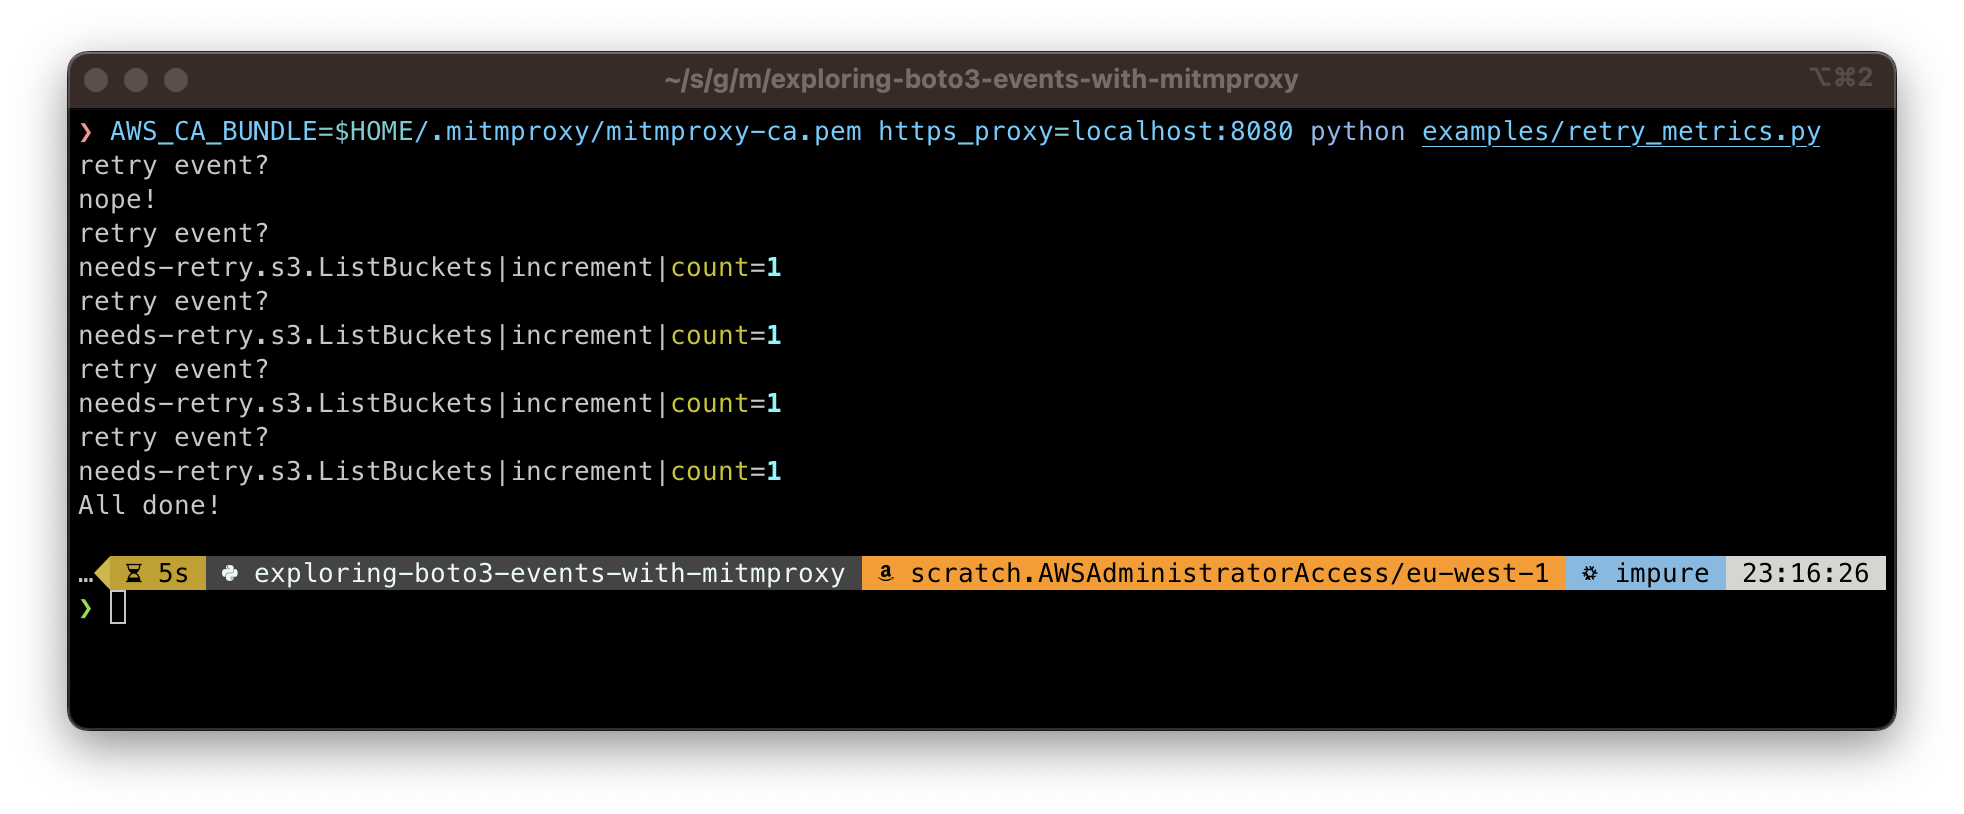 ~/s/g/m/exploring-boto3-events-with-mitmproxy ⌥⌘2
❯ AWS_CA_BUNDLE=$HOME/.mitmproxy/mitmproxy-ca.pem https_proxy=localhost:8080 python examples/retry_metrics.py
retry event?
nope!
retry event?
needs-retry.s3.ListBuckets|increment|count=1
retry event?
needs-retry.s3.ListBuckets|increment|count=1
retry event?
needs-retry.s3.ListBuckets|increment|count=1
retry event?
needs-retry.s3.ListBuckets|increment|count=1
All done!
… 5s exploring-boto3-events-with-mitmproxy scratch.AWSAdministratorAccess/eu-west-1 impure 23:16:26
❯